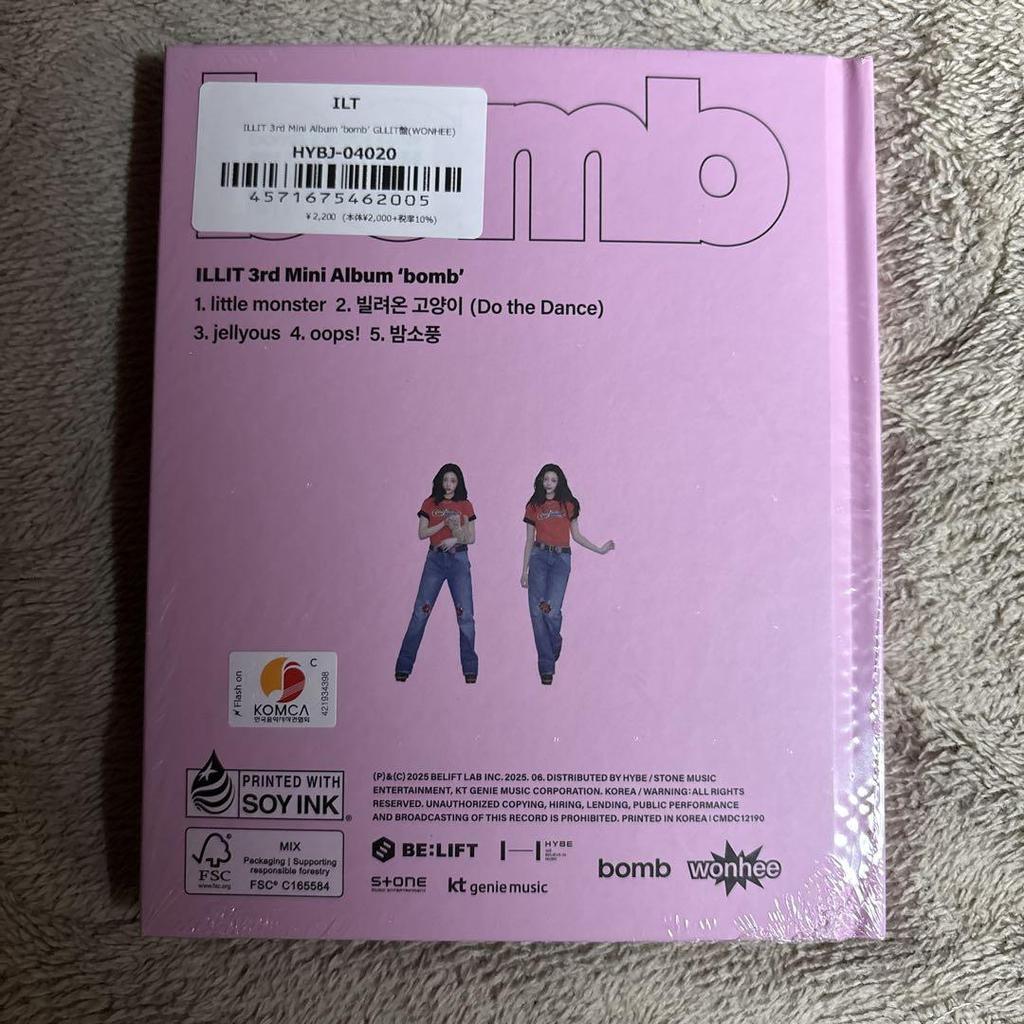 bomb
ILT
ILLIT 3rd Mini Album 'bomb' GLLIT盤(WONHEE)
HYBJ-04020
4571675462005
¥2,200 (本体¥2,000+税率10%)
ILLIT 3rd Mini Album ‘bomb’
1. little monster 2. 빌려온 고양이 (Do the Dance)
3. jellyous 4. oops! 5. 밤소풍
Flash on
C
KOMCA
한국음악저작권협회
421934398
PRINTED WITH
SOY INK®
MIX
Packaging | Supporting
responsible forestry
FSC
www.fsc.org
FSC® C165584
(P)&(C) 2025 BELIFT LAB INC. 2025. 06. DISTRIBUTED BY HYBE / STONE MUSIC
ENTERTAINMENT, KT GENIE MUSIC CORPORATION. KOREA / WARNING: ALL RIGHTS
RESERVED. UNAUTHORIZED COPYING, HIRING, LENDING, PUBLIC PERFORMANCE
AND BROADCASTING OF THIS RECORD IS PROHIBITED. PRINTED IN KOREA | CMDC12190
BE:LIFT
HYBE
bomb
wonhee
STONE
MUSIC ENTERTAINMENT
kt genie music